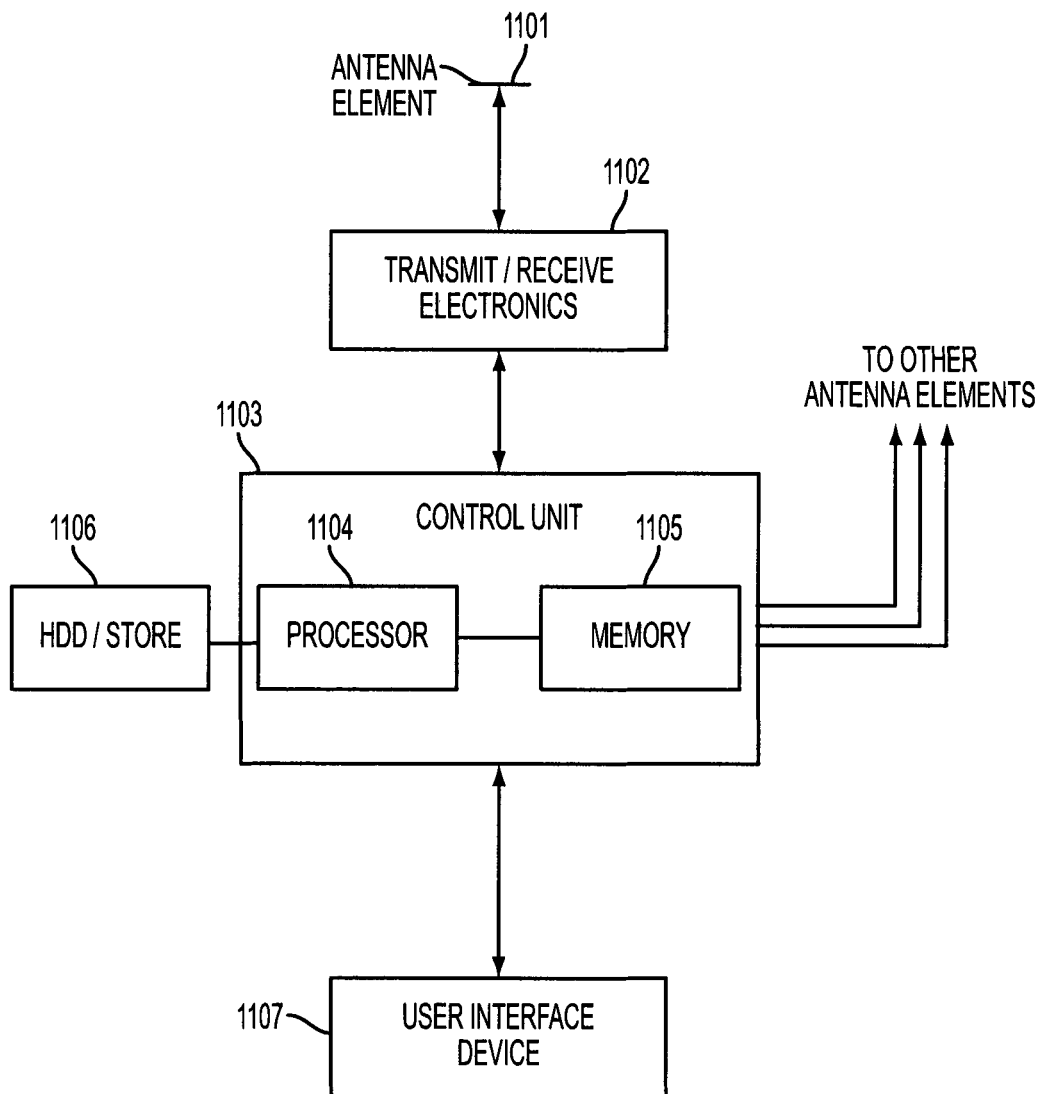 1101
ANTENNA
ELEMENT
1102
TRANSMIT / RECEIVE
ELECTRONICS
TO OTHER
ANTENNA ELEMENTS
1103
CONTROL UNIT
1106
1104
1105
HDD / STORE
PROCESSOR
MEMORY
1107
USER INTERFACE
DEVICE